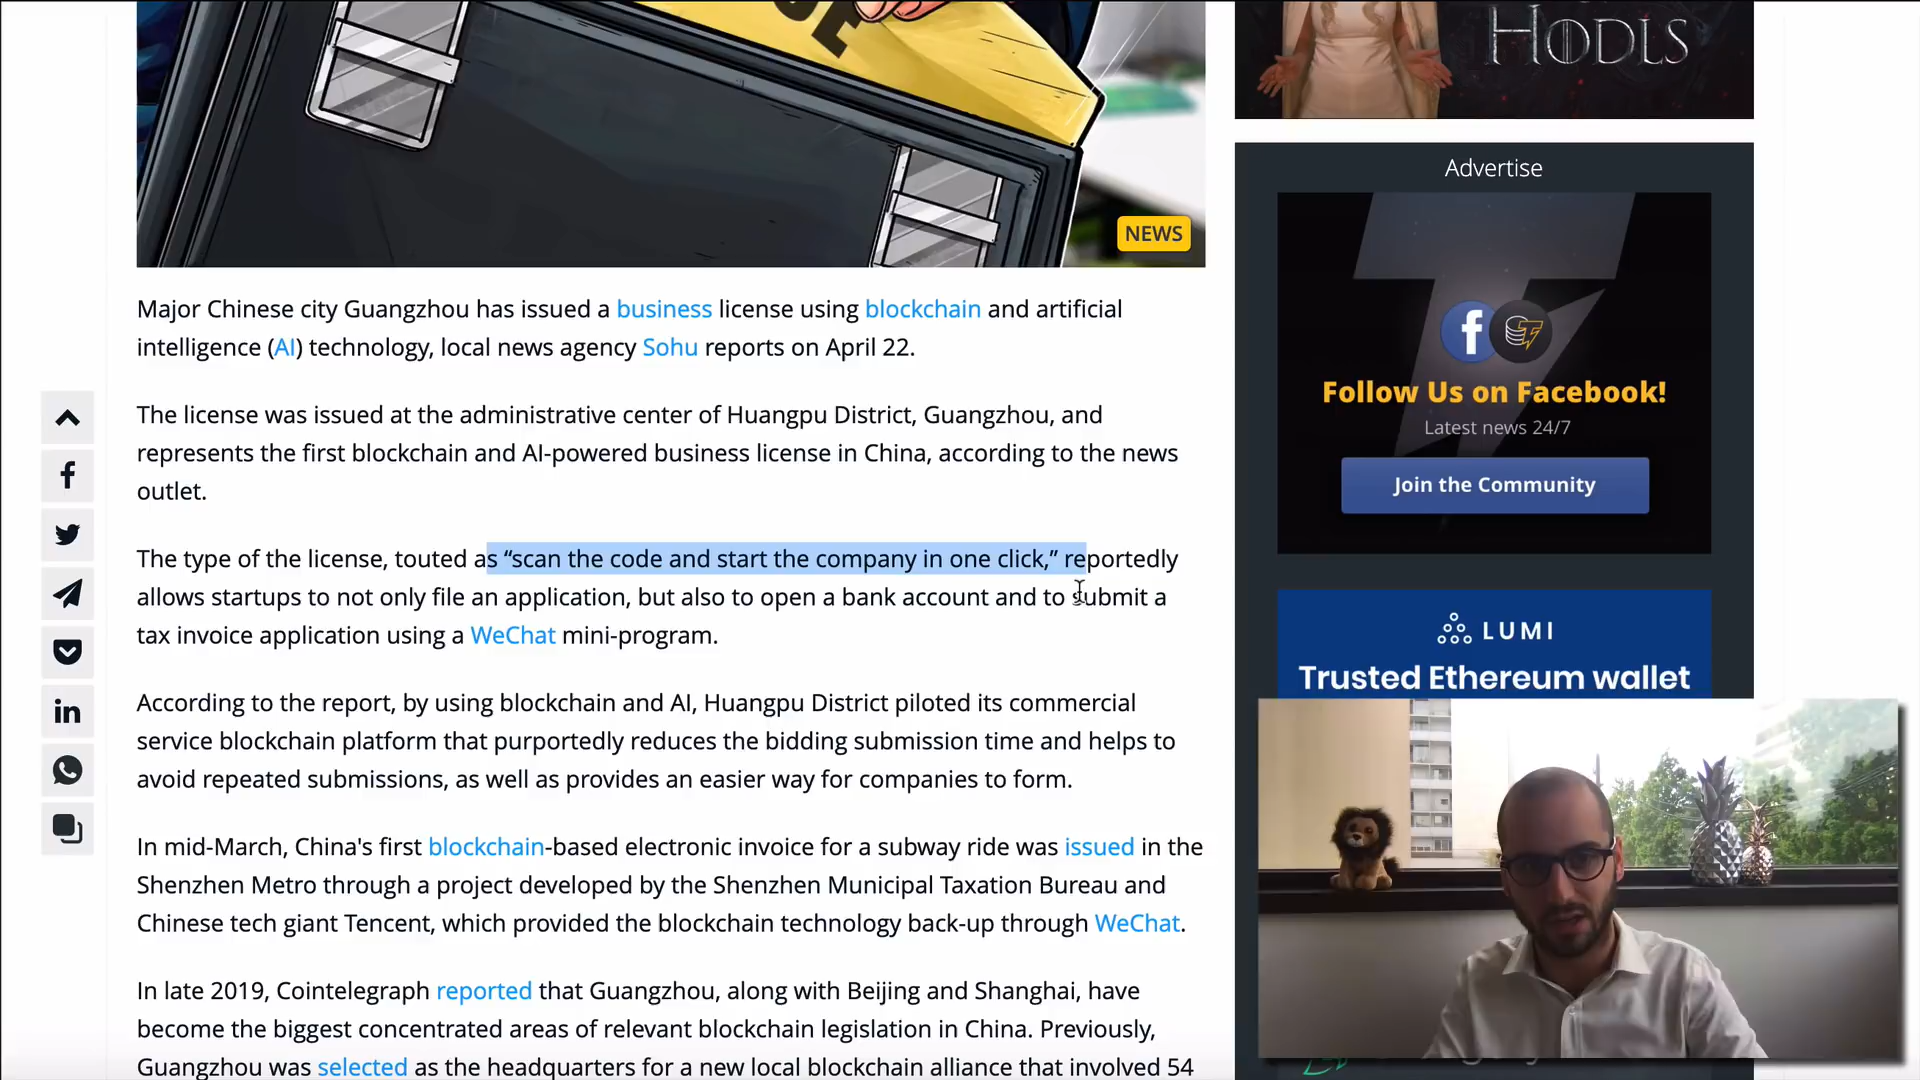 SE
HODLS
Advertise
NEWS
Major Chinese city Guangzhou has issued a business license using blockchain and artificial
intelligence (AI) technology, local news agency Sohu reports on April 22.
The license was issued at the administrative center of Huangpu District, Guangzhou, and
represents the first blockchain and AI-powered business license in China, according to the news
outlet.
The type of the license, touted as “scan the code and start the company in one click,” reportedly
allows startups to not only file an application, but also to open a bank account and to submit a
tax invoice application using a WeChat mini-program.
According to the report, by using blockchain and AI, Huangpu District piloted its commercial
service blockchain platform that purportedly reduces the bidding submission time and helps to
avoid repeated submissions, as well as provides an easier way for companies to form.
In mid-March, China's first blockchain-based electronic invoice for a subway ride was issued in the
Shenzhen Metro through a project developed by the Shenzhen Municipal Taxation Bureau and
Chinese tech giant Tencent, which provided the blockchain technology back-up through WeChat.
In late 2019, Cointelegraph reported that Guangzhou, along with Beijing and Shanghai, have
become the biggest concentrated areas of relevant blockchain legislation in China. Previously,
Guangzhou was selected as the headquarters for a new local blockchain alliance that involved 54
Follow Us on Facebook!
Latest news 24/7
Join the Community
LUMI
Trusted Ethereum wallet